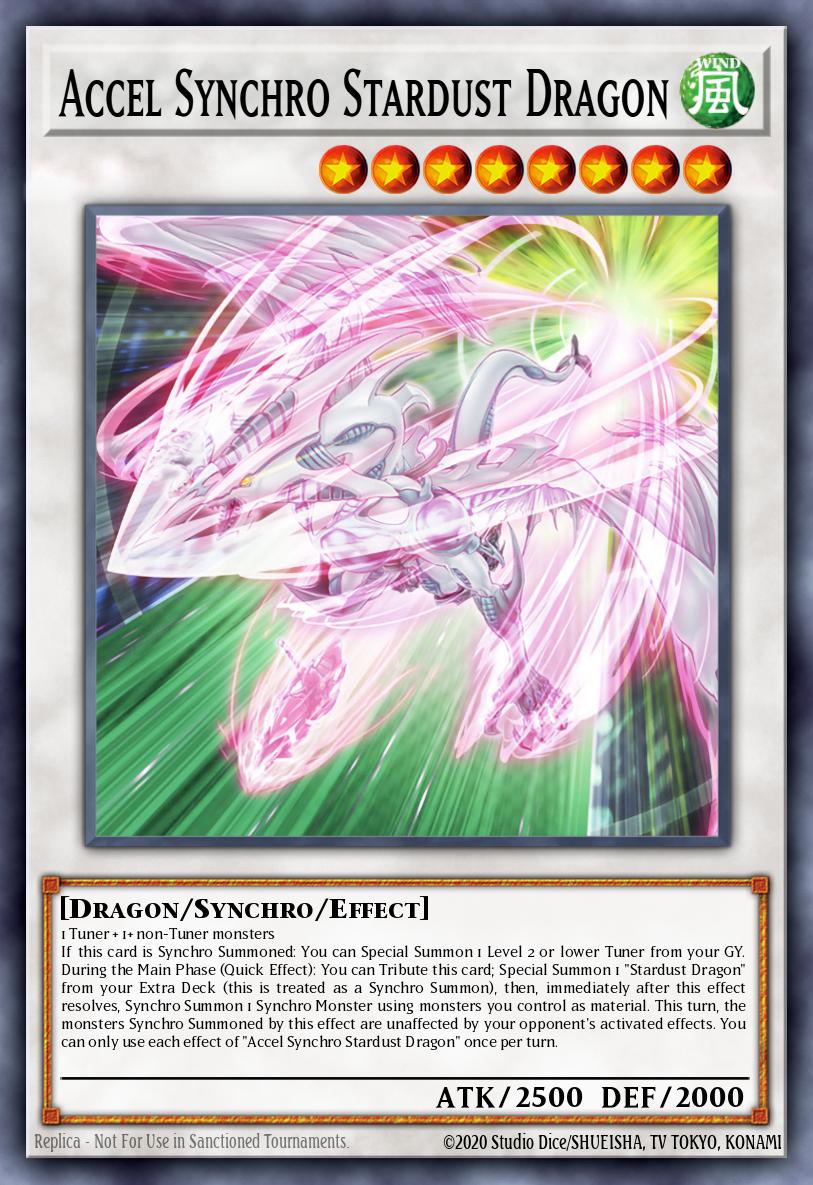 Accel Synchro Stardust Dragon
WIND
風
[Dragon/Synchro/Effect]
1 Tuner + 1+ non-Tuner monsters
If this card is Synchro Summoned: You can Special Summon 1 Level 2 or lower Tuner from your GY.
During the Main Phase (Quick Effect): You can Tribute this card; Special Summon 1 "Stardust Dragon"
from your Extra Deck (this is treated as a Synchro Summon), then, immediately after this effect
resolves, Synchro Summon 1 Synchro Monster using monsters you control as material. This turn, the
monsters Synchro Summoned by this effect are unaffected by your opponent's activated effects. You
can only use each effect of "Accel Synchro Stardust Dragon" once per turn.
ATK/2500 DEF/2000
Replica - Not For Use in Sanctioned Tournaments.
©2020 Studio Dice/SHUEISHA, TV TOKYO, KONAMI